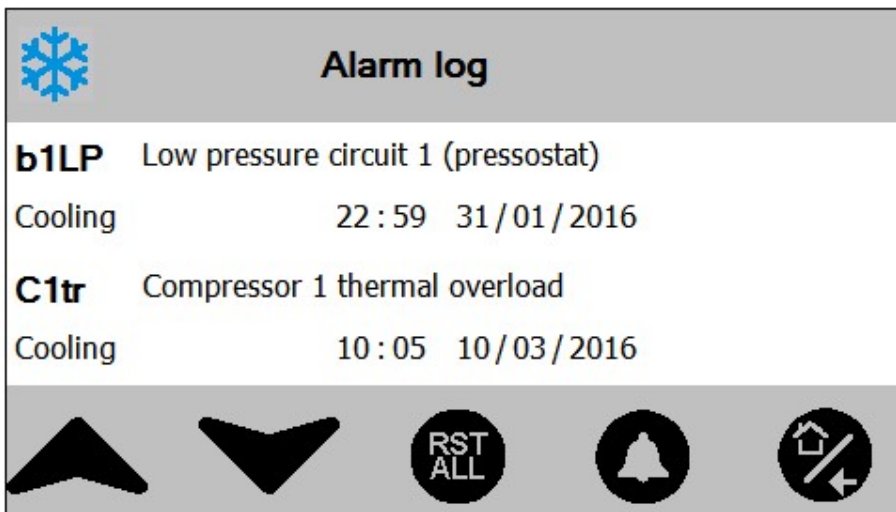 Alarm log
b1LP Low pressure circuit 1 (pressostat)
Cooling 22 : 59 31 / 01 / 2016
C1tr Compressor 1 thermal overload
Cooling 10 : 05 10 / 03 / 2016
RST
ALL